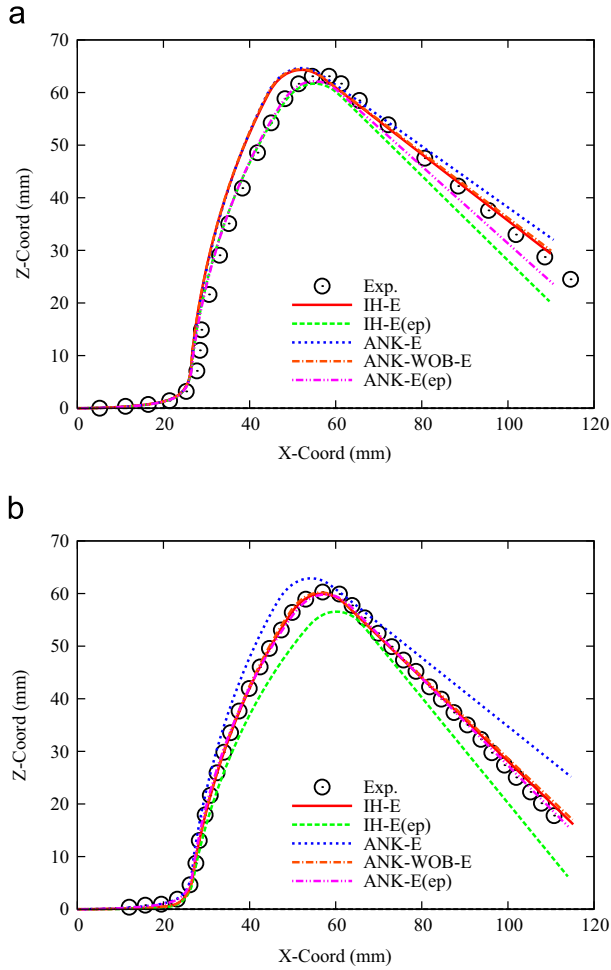 a
70
60
50
40
30
20
10
0
Z-Coord (mm)
Exp.
IH-E
IH-E(ep)
ANK-E
ANK-WOB-E
ANK-E(ep)
0 20 40 60 80 100 120
X-Coord (mm)
b
70
60
50
40
30
20
10
0
Z-Coord (mm)
Exp.
IH-E
IH-E(ep)
ANK-E
ANK-WOB-E
ANK-E(ep)
0 20 40 60 80 100 120
X-Coord (mm)